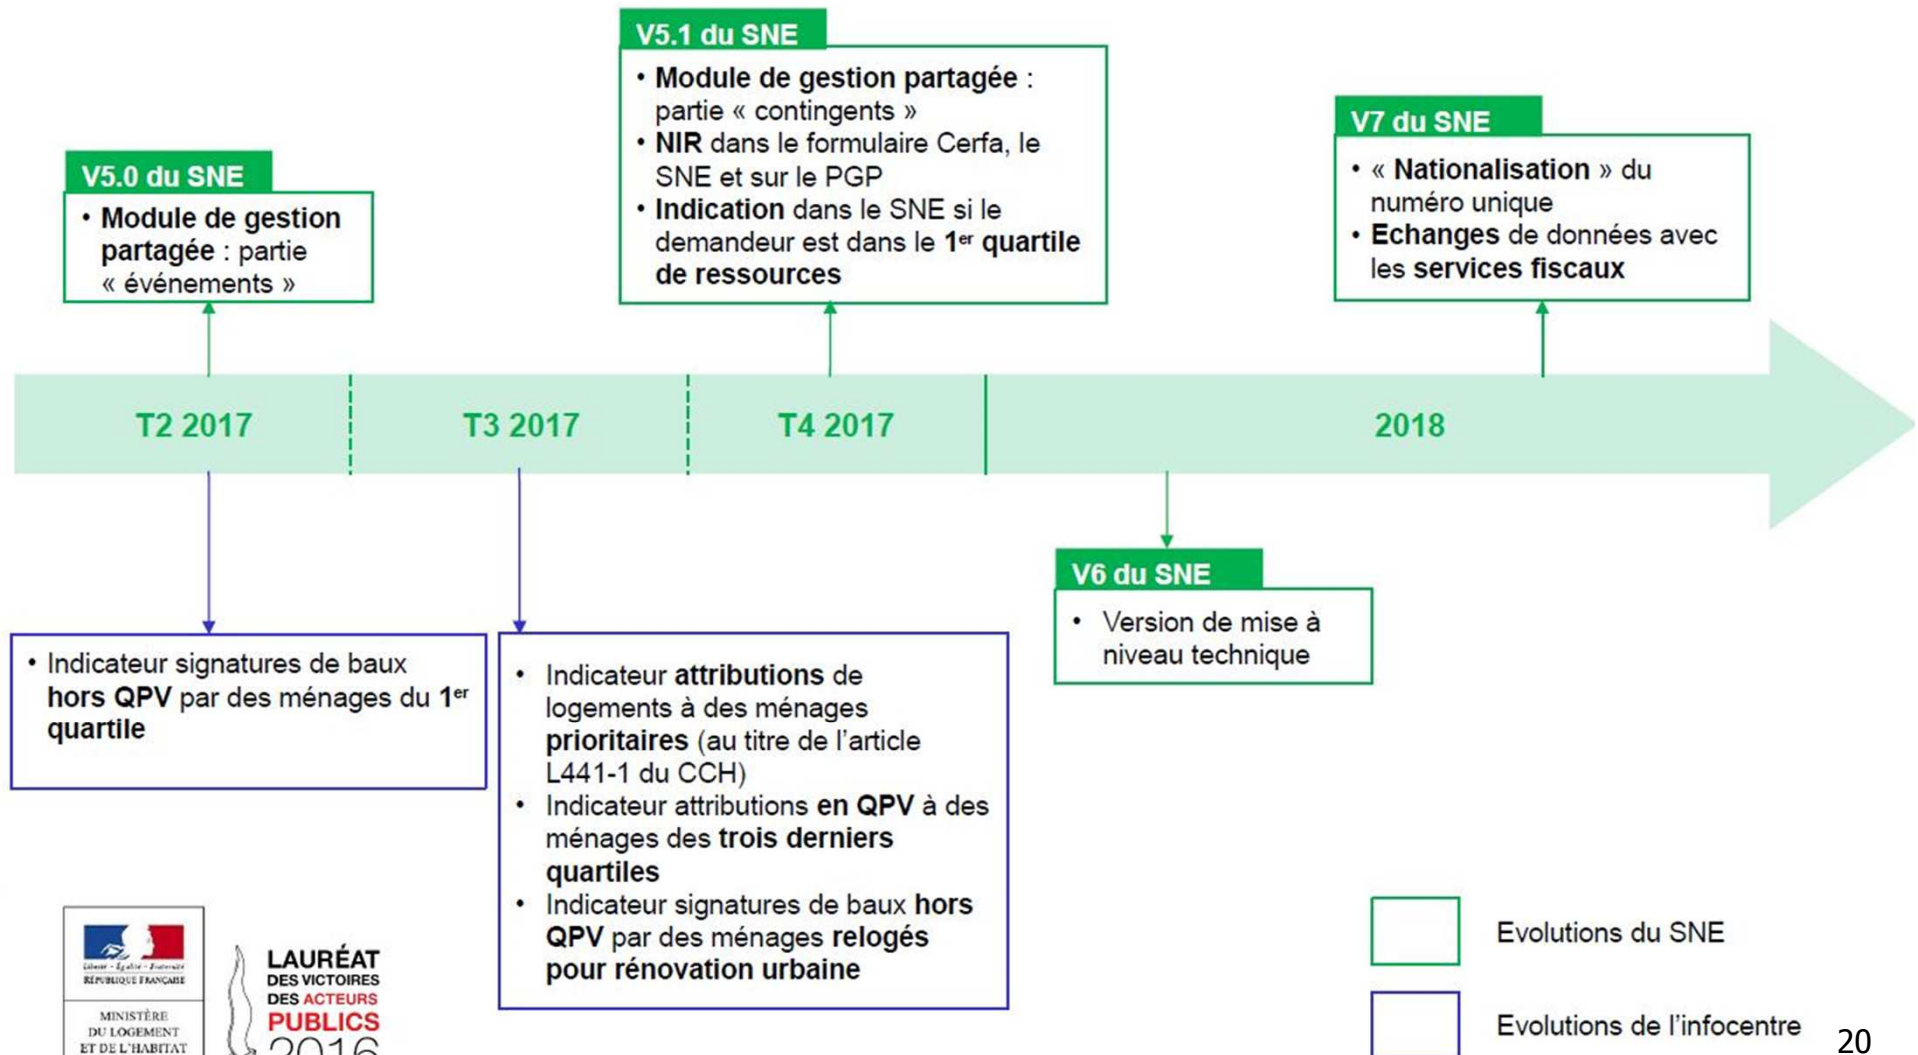 V5.0 du SNE
• Module de gestion
partagée : partie
« événements »
V5.1 du SNE
• Module de gestion partagée :
partie « contingents »
• NIR dans le formulaire Cerfa, le
SNE et sur le PGP
• Indication dans le SNE si le
demandeur est dans le 1er quartile
de ressources
V7 du SNE
• « Nationalisation » du
numéro unique
• Echanges de données avec
les services fiscaux
T2 2017
T3 2017
T4 2017
2018
• Indicateur signatures de baux
hors QPV par des ménages du 1er
quartile
• Indicateur attributions de
logements à des ménages
prioritaires (au titre de l'article
L441-1 du CCH)
• Indicateur attributions en QPV à des
ménages des trois derniers
quartiles
• Indicateur signatures de baux hors
QPV par des ménages relogés
pour rénovation urbaine
V6 du SNE
• Version de mise à
niveau technique
Liberté • Égalité • Fraternité
RÉPUBLIQUE FRANÇAISE
MINISTÈRE
DU LOGEMENT
ET DE L'HABITAT
LAURÉAT
DES VICTOIRES
DES ACTEURS
PUBLICS
2016
Evolutions du SNE
Evolutions de l'infocentre
20